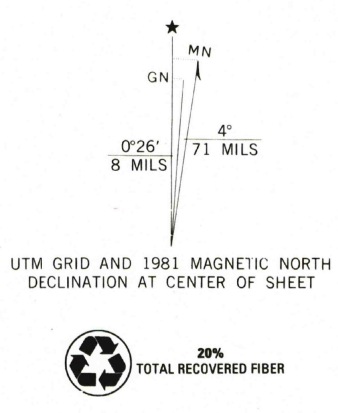 MN
GN
4°
71 MILS
0°26′
8 MILS
UTM GRID AND 1981 MAGNETIC NORTH
DECLINATION AT CENTER OF SHEET
20%
TOTAL RECOVERED FIBER